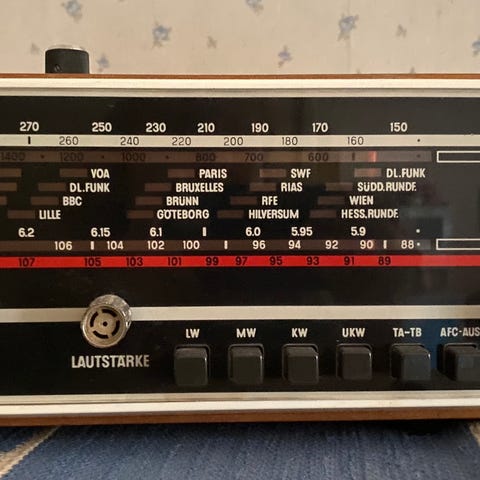 270 250 230 210 190 170 150
260 240 220 200 180 160
1400 1200 1000 800 700 600
VOA PARIS SWF DL.FUNK
DL.FUNK BRUXELLES RIAS SÜDD.RUNDF.
BBC BRÜNN RFE WIEN
LILLE GÖTEBORG HILVERSUM HESS.RUNDF.
6.2 6.15 6.1 6.0 5.95 5.9
106 104 102 100 96 94 92 90 88
107 105 103 101 99 97 95 93 91 89
LW MW KW UKW TA-TB AFC-AUS
LAUTSTÄRKE